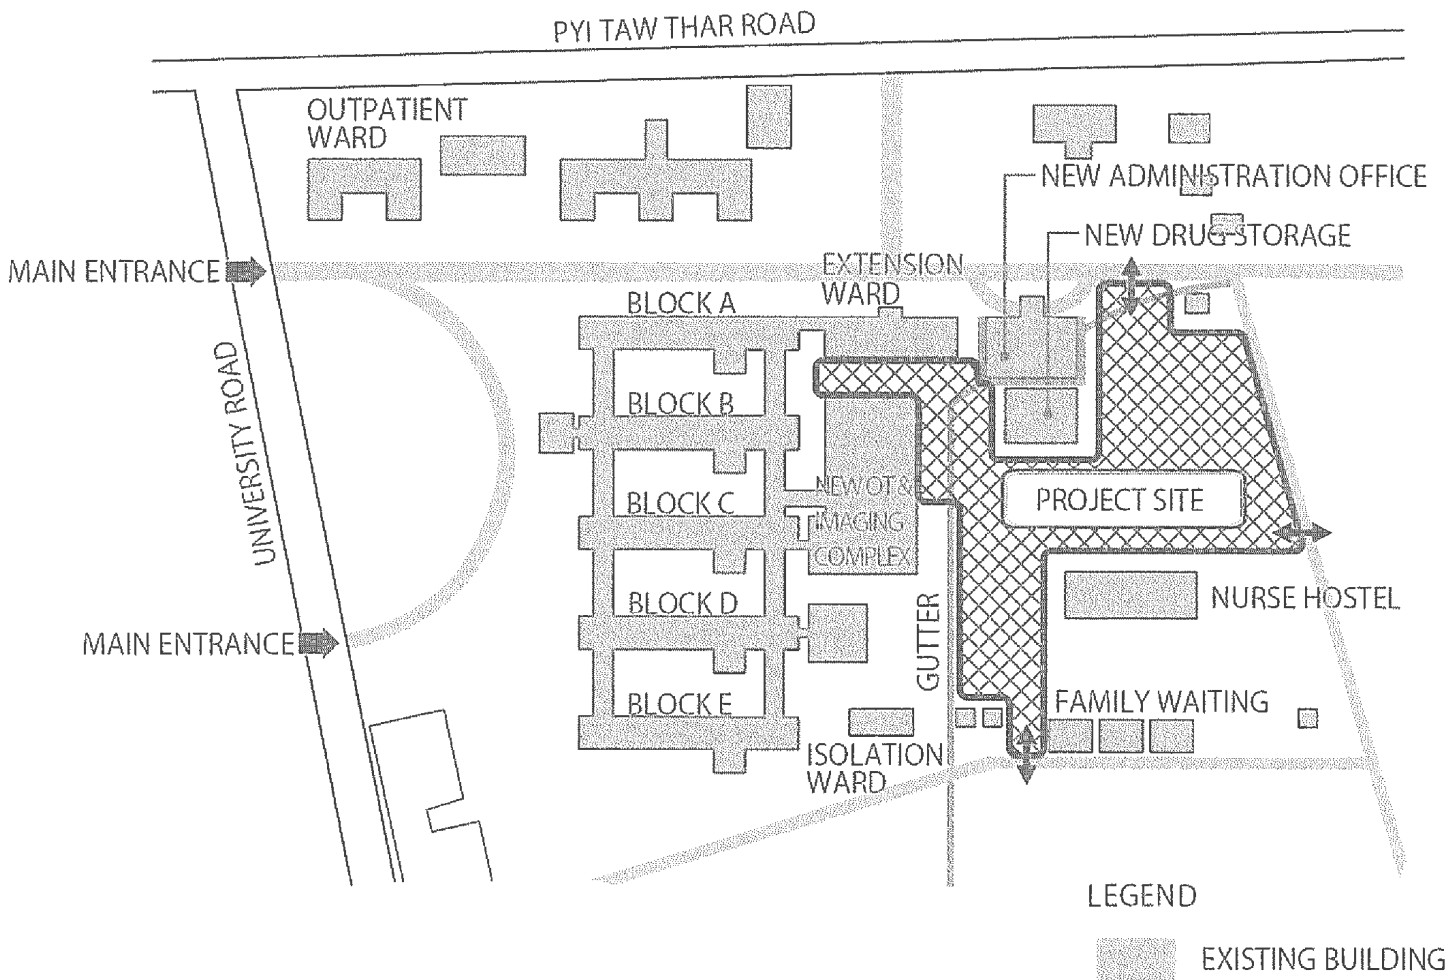 PYI TAW THAR ROAD
OUTPATIENT
WARD
NEW ADMINISTRATION OFFICE
NEW DRUG STORAGE
MAIN ENTRANCE
EXTENSION
WARD
BLOCK A
UNIVERSITY ROAD
BLOCK B
NEW OT &
IMAGING
COMPLEX
BLOCK C
PROJECT SITE
BLOCK D
GUTTER
NURSE HOSTEL
MAIN ENTRANCE
BLOCK E
FAMILY WAITING
ISOLATION
WARD
LEGEND
EXISTING BUILDING